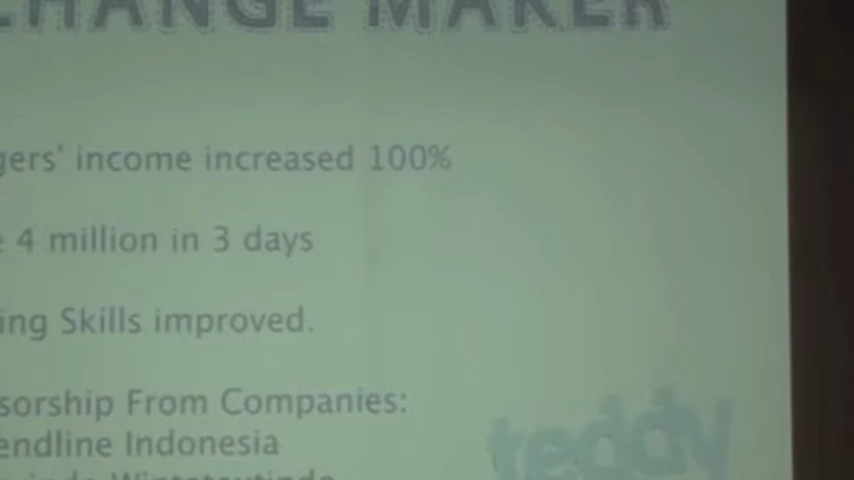 CHANGE MAKER
gers' income increased 100%
e 4 million in 3 days
ing Skills improved.
sorship From Companies:
endline Indonesia
teddy